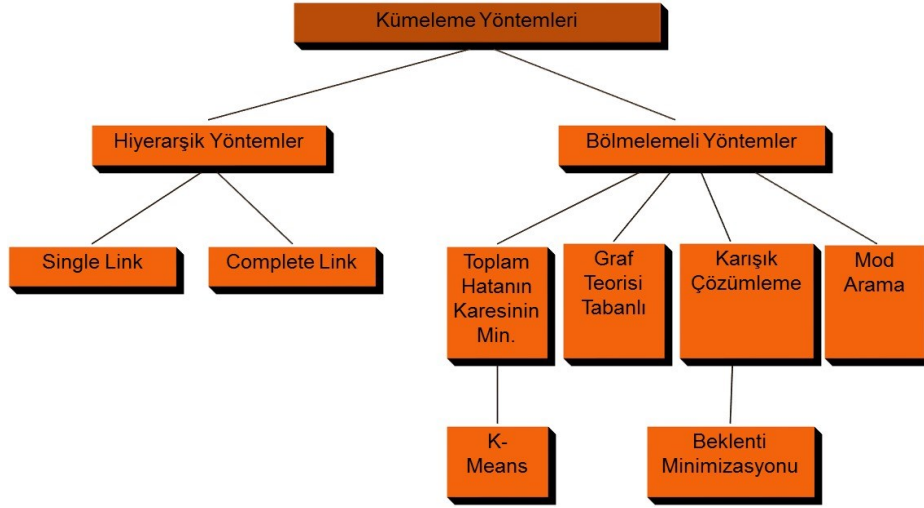 Kümeleme Yöntemleri
Hiyerarşik Yöntemler
Bölmelemeli Yöntemler
Single Link
Complete Link
Toplam
Hatanın
Karesinin
Min.
Graf
Teorisi
Tabanlı
Karışık
Çözümleme
Mod
Arama
K-
Means
Beklenti
Minimizasyonu